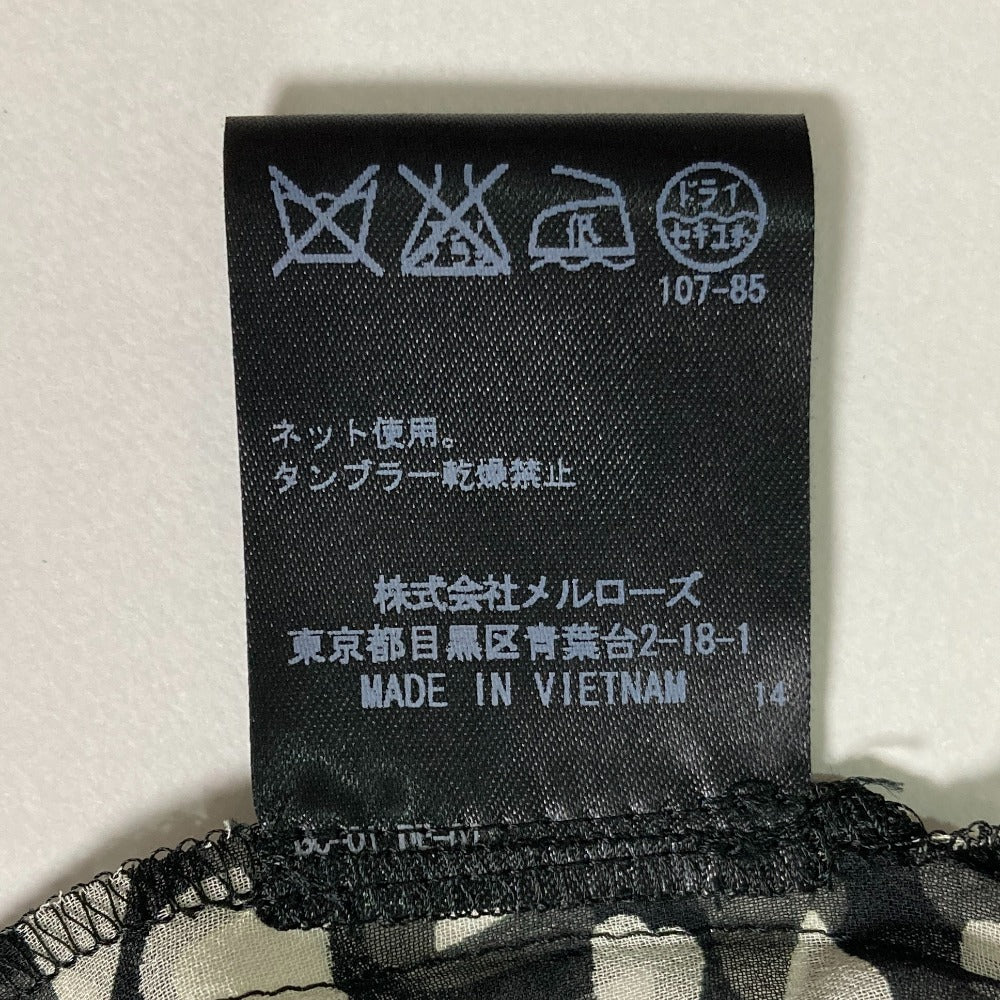 ドライ
セキユ系
107-85
ネット使用。
タンブラー乾燥禁止
株式会社メルローズ
東京都目黒区青葉台2-18-1
MADE IN VIETNAM 14